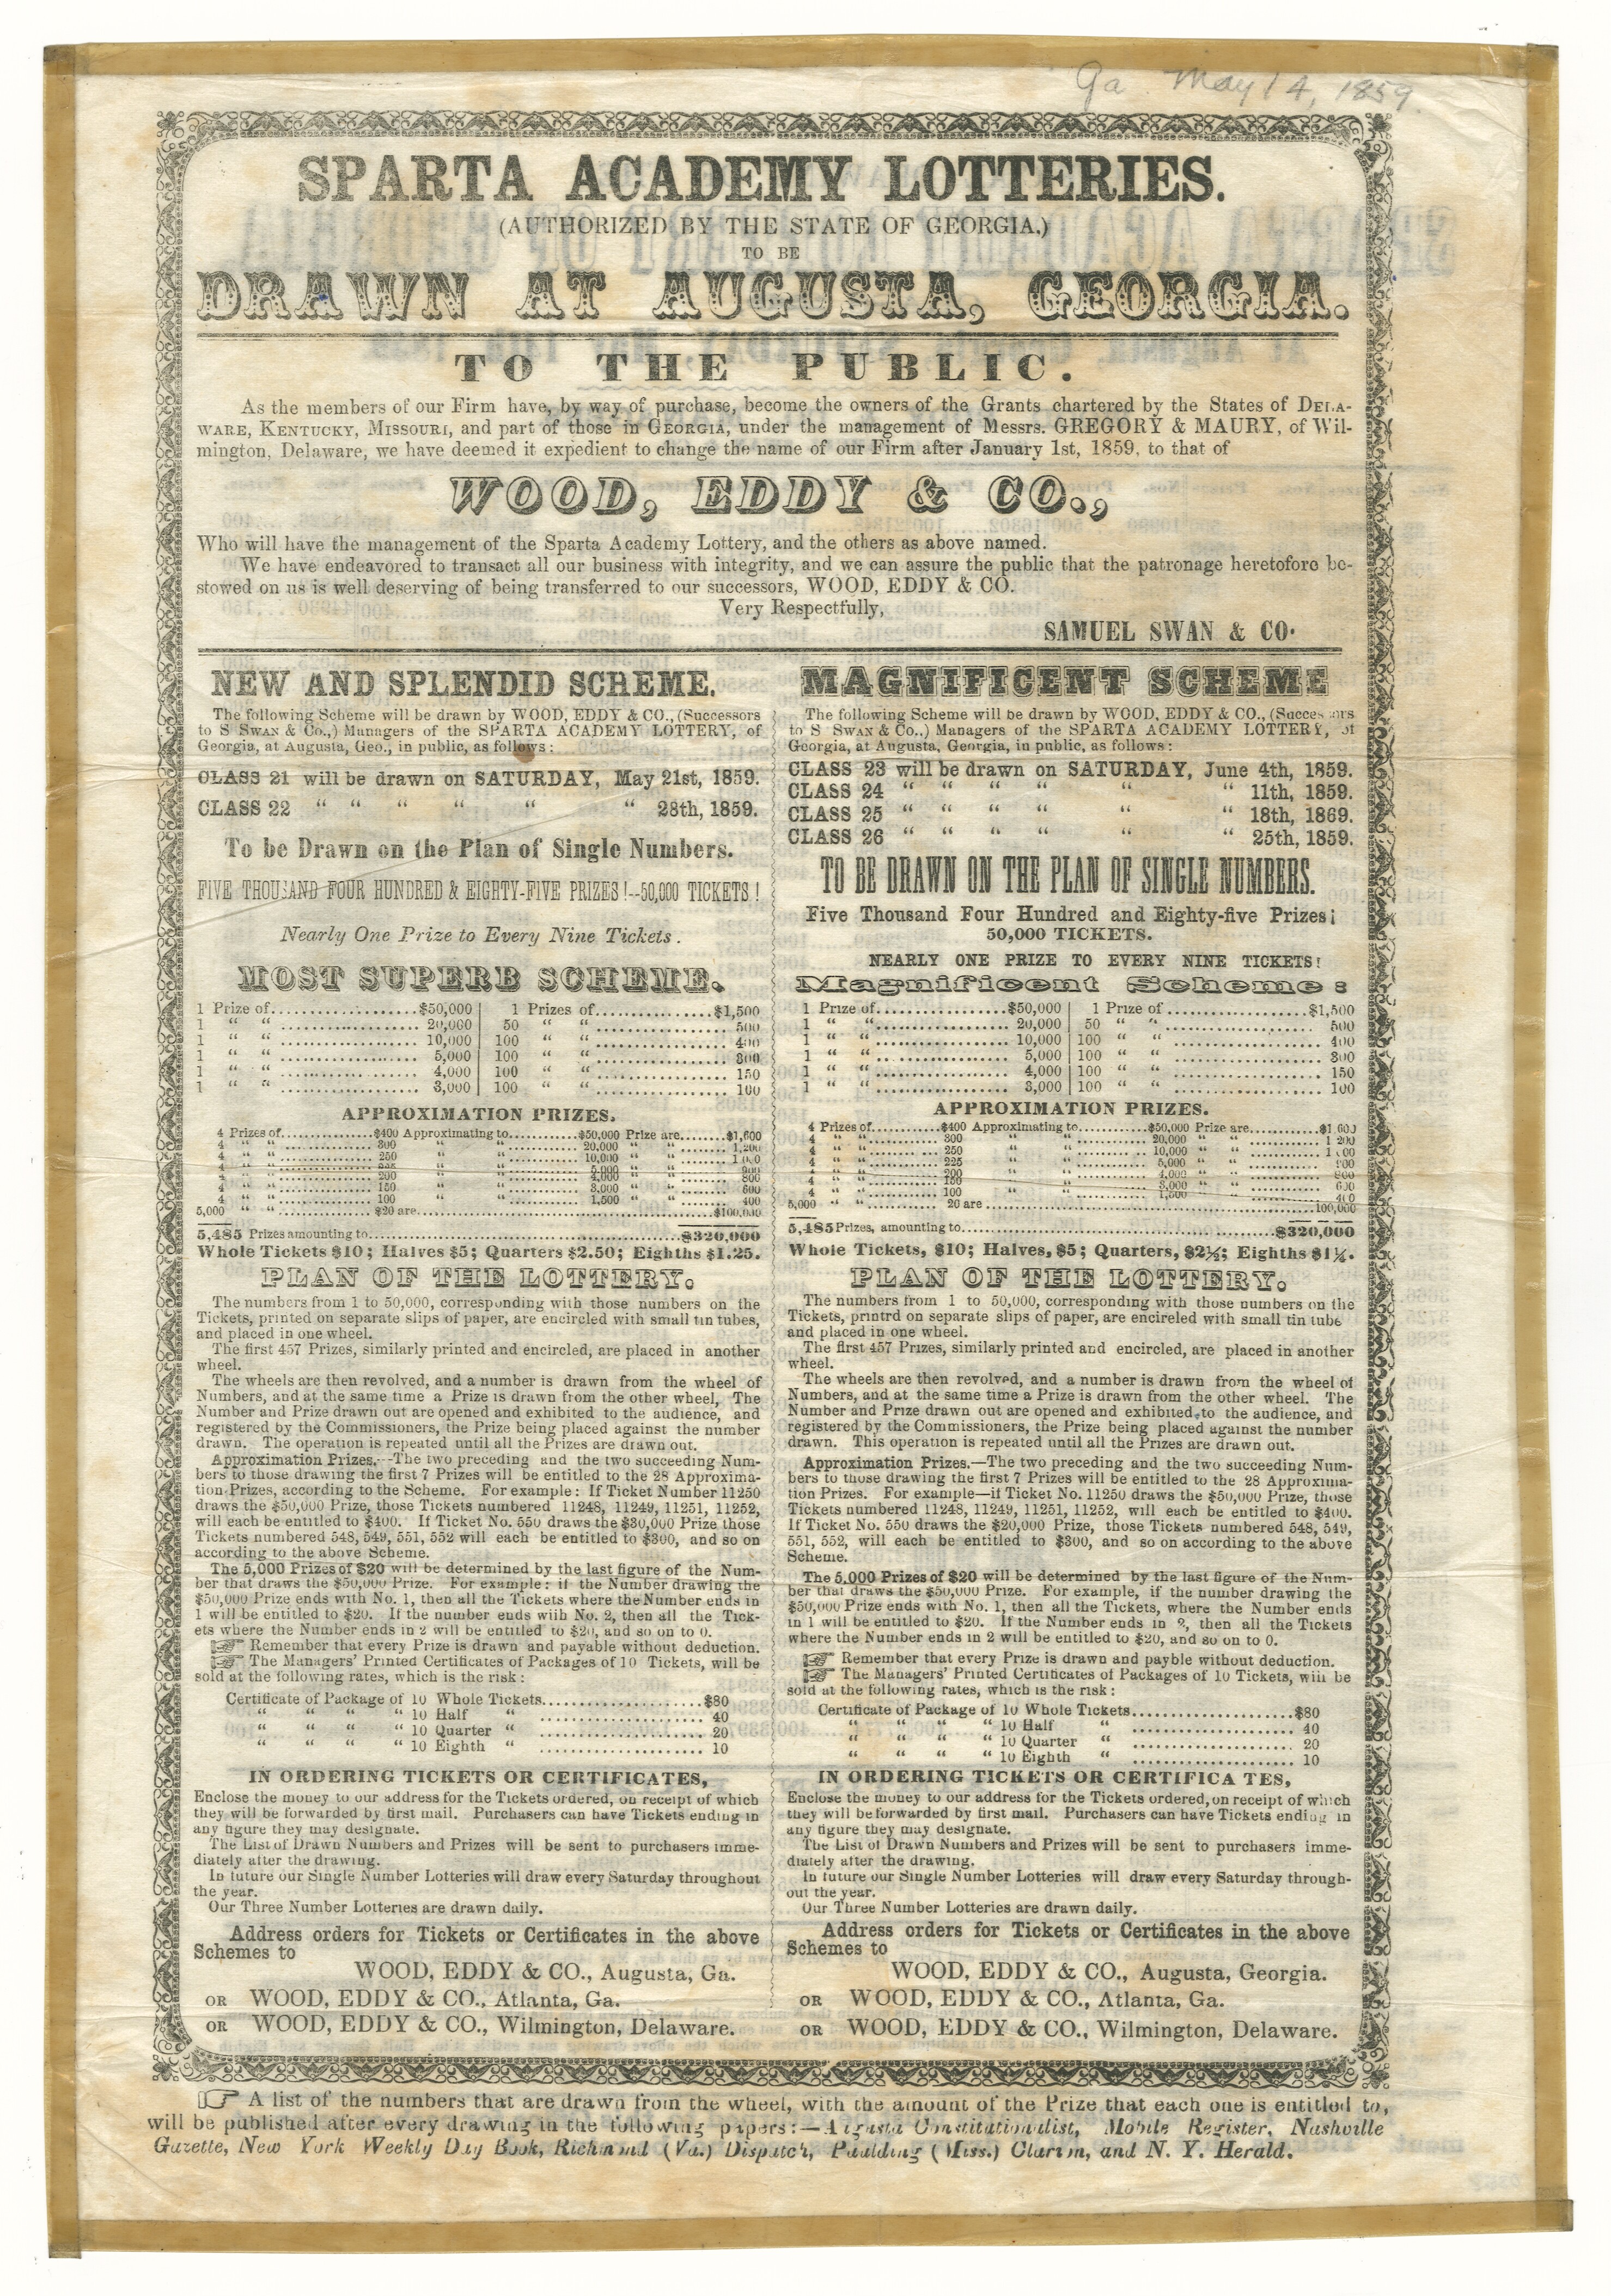 Ga May 14, 1859
SPARTA ACADEMY LOTTERIES.
(AUTHORIZED BY THE STATE OF GEORGIA.)
TO BE
DRAWN AT AUGUSTA, GEORGIA.
TO THE PUBLIC.
As the members of our Firm have, by way of purchase, become the owners of the Grants chartered by the States of DELA-
WARE, KENTUCKY, MISSOURI, and part of those in GEORGIA, under the management of Messrs. GREGORY & MAURY, of Wil-
mington, Delaware, we have deemed it expedient to change the name of our Firm after January 1st, 1859, to that of
WOOD, EDDY & CO.,
Who will have the management of the Sparta Academy Lottery, and the others as above named.
We have endeavored to transact all our business with integrity, and we can assure the public that the patronage heretofore be-
stowed on us is well deserving of being transferred to our successors, WOOD, EDDY & CO.
Very Respectfully,
SAMUEL SWAN & CO.
NEW AND SPLENDID SCHEME.
The following Scheme will be drawn by WOOD, EDDY & CO., (Successors
to S SWAN & Co.,) Managers of the SPARTA ACADEMY LOTTERY, of
Georgia, at Augusta, Geo., in public, as follows:
CLASS 21 will be drawn on SATURDAY, May 21st, 1859.
CLASS 22 “ “ “ “ “ “ 28th, 1859.
To be Drawn on the Plan of Single Numbers.
FIVE THOUSAND FOUR HUNDRED & EIGHTY-FIVE PRIZES!--50,000 TICKETS!
Nearly One Prize to Every Nine Tickets.
MOST SUPERB SCHEME.
1 Prize of..........$50,000 | 1 Prizes of..........$1,500
1 “ “ .......... 20,000 | 50 “ “ .......... 500
1 “ “ .......... 10,000 | 100 “ “ .......... 400
1 “ “ .......... 5,000 | 100 “ “ .......... 300
1 “ “ .......... 4,000 | 100 “ “ .......... 150
1 “ “ .......... 3,000 | 100 “ “ .......... 100
APPROXIMATION PRIZES.
4 Prizes of..........$400 Approximating to..........$50,000 Prize are........$1,600
4 “ “ .......... 300 “ “ .......... 20,000 “ “ ........ 1,200
4 “ “ .......... 250 “ “ .......... 10,000 “ “ ........ 1,000
4 “ “ .......... 225 “ “ .......... 5,000 “ “ ........ 900
4 “ “ .......... 200 “ “ .......... 4,000 “ “ ........ 800
4 “ “ .......... 150 “ “ .......... 3,000 “ “ ........ 600
4 “ “ .......... 100 “ “ .......... 1,500 “ “ ........ 400
5,000 “ “ .......... $20 are..........$100,000
5,485 Prizes amounting to..........$320,000
Whole Tickets $10; Halves $5; Quarters $2.50; Eighths $1.25.
PLAN OF THE LOTTERY.
The numbers from 1 to 50,000, corresponding with those numbers on the
Tickets, printed on separate slips of paper, are encircled with small tin tubes,
and placed in one wheel.
The first 457 Prizes, similarly printed and encircled, are placed in another
wheel.
The wheels are then revolved, and a number is drawn from the wheel of
Numbers, and at the same time a Prize is drawn from the other wheel, The
Number and Prize drawn out are opened and exhibited to the audience, and
registered by the Commissioners, the Prize being placed against the number
drawn. The operation is repeated until all the Prizes are drawn out.
Approximation Prizes.--The two preceding and the two succeeding Num-
bers to those drawing the first 7 Prizes will be entitled to the 28 Approxima-
tion Prizes, according to the Scheme. For example: If Ticket Number 11250
draws the $50,000 Prize, those Tickets numbered 11248, 11249, 11251, 11252,
will each be entitled to $400. If Ticket No. 550 draws the $30,000 Prize those
Tickets numbered 548, 549, 551, 552 will each be entitled to $300, and so on
according to the above Scheme.
The 5,000 Prizes of $20 will be determined by the last figure of the Num-
ber that draws the $50,000 Prize. For example: if the Number drawing the
$50,000 Prize ends with No. 1, then all the Tickets where the Number ends in
1 will be entitled to $20. If the number ends wiih No. 2, then all the Tick-
ets where the Number ends in 2 will be entitled to $20, and so on to 0.
☞ Remember that every Prize is drawn and payable without deduction.
☞ The Managers' Printed Certificates of Packages of 10 Tickets, will be
sold at the following rates, which is the risk:
Certificate of Package of 10 Whole Tickets..........$80
“ “ “ “ 10 Half “ .......... 40
“ “ “ “ 10 Quarter “ .......... 20
“ “ “ “ 10 Eighth “ .......... 10
IN ORDERING TICKETS OR CERTIFICATES,
Enclose the money to our address for the Tickets ordered, on receipt of which
they will be forwarded by first mail. Purchasers can have Tickets ending in
any figure they may designate.
The List of Drawn Numbers and Prizes will be sent to purchasers imme-
diately after the drawing.
In future our Single Number Lotteries will draw every Saturday throughout
the year.
Our Three Number Lotteries are drawn daily.
Address orders for Tickets or Certificates in the above
Schemes to
WOOD, EDDY & CO., Augusta, Ga.
OR WOOD, EDDY & CO., Atlanta, Ga.
OR WOOD, EDDY & CO., Wilmington, Delaware.
MAGNIFICENT SCHEME
The following Scheme will be drawn by WOOD, EDDY & CO., (Successors
to S SWAN & Co.,) Managers of the SPARTA ACADEMY LOTTERY, of
Georgia, at Augusta, Georgia, in public, as follows:
CLASS 23 will be drawn on SATURDAY, June 4th, 1859.
CLASS 24 “ “ “ “ “ “ 11th, 1859.
CLASS 25 “ “ “ “ “ “ 18th, 1869.
CLASS 26 “ “ “ “ “ “ 25th, 1859.
TO BE DRAWN ON THE PLAN OF SINGLE NUMBERS.
Five Thousand Four Hundred and Eighty-five Prizes¡
50,000 TICKETS.
NEARLY ONE PRIZE TO EVERY NINE TICKETS!
Magnificent Scheme:
1 Prize of..........$50,000 | 1 Prize of..........$1,500
1 “ “ .......... 20,000 | 50 “ “ .......... 500
1 “ “ .......... 10,000 | 100 “ “ .......... 400
1 “ “ .......... 5,000 | 100 “ “ .......... 300
1 “ “ .......... 4,000 | 100 “ “ .......... 150
1 “ “ .......... 3,000 | 100 “ “ .......... 100
APPROXIMATION PRIZES.
4 Prizes of..........$400 Approximating to..........$50,000 Prize are........$1,600
4 “ “ .......... 300 “ “ .......... 20,000 “ “ ........ 1 200
4 “ “ .......... 250 “ “ .......... 10,000 “ “ ........ 1 000
4 “ “ .......... 225 “ “ .......... 5,000 “ “ ........ 900
4 “ “ .......... 200 “ “ .......... 4,000 “ “ ........ 800
4 “ “ .......... 150 “ “ .......... 3,000 “ “ ........ 600
4 “ “ .......... 100 “ “ .......... 1,500 “ “ ........ 400
5,000 “ “ .......... 20 are..........100,000
5,485 Prizes, amounting to..........$320,000
Whole Tickets, $10; Halves, $5; Quarters, $2½; Eighths $1¼.
PLAN OF THE LOTTERY.
The numbers from 1 to 50,000, corresponding with those numbers on the
Tickets, printrd on separate slips of paper, are encireled with small tin tube
and placed in one wheel.
The first 457 Prizes, similarly printed and encircled, are placed in another
wheel.
The wheels are then revolved, and a number is drawn from the wheel of
Numbers, and at the same time a Prize is drawn from the other wheel. The
Number and Prize drawn out are opened and exhibited to the audience, and
registered by the Commissioners, the Prize being placed against the number
drawn. This operation is repeated until all the Prizes are drawn out.
Approximation Prizes.—The two preceding and the two succeeding Num-
bers to those drawing the first 7 Prizes will be entitled to the 28 Approxima-
tion Prizes. For example—if Ticket No. 11250 draws the $50,000 Prize, those
Tickets numbered 11248, 11249, 11251, 11252, will each be entitled to $400.
If Ticket No. 550 draws the $20,000 Prize, those Tickets numbered 548, 549,
551, 552, will each be entitled to $300, and so on according to the above
Scheme.
The 5,000 Prizes of $20 will be determined by the last figure of the Num-
ber that draws the $50,000 Prize. For example, if the number drawing the
$50,000 Prize ends with No. 1, then all the Tickets, where the Number ends
in 1 will be entitled to $20. If the Number ends in 2, then all the Tickets
where the Number ends in 2 will be entitled to $20, and so on to 0.
☞ Remember that every Prize is drawn and payble without deduction.
☞ The Managers' Printed Certificates of Packages of 10 Tickets, will be
sold at the following rates, which is the risk:
Certificate of Package of 10 Whole Tickets..........$80
“ “ “ “ 10 Half “ .......... 40
“ “ “ “ 10 Quarter “ .......... 20
“ “ “ “ 10 Eighth “ .......... 10
IN ORDERING TICKETS OR CERTIFICA TES,
Enclose the money to our address for the Tickets ordered, on receipt of which
they will be forwarded by first mail. Purchasers can have Tickets ending in
any figure they may designate.
The List of Drawn Numbers and Prizes will be sent to purchasers imme-
diately after the drawing.
In future our Single Number Lotteries will draw every Saturday through-
out the year.
Our Three Number Lotteries are drawn daily.
Address orders for Tickets or Certificates in the above
Schemes to
WOOD, EDDY & CO., Augusta, Georgia.
OR WOOD, EDDY & CO., Atlanta, Ga.
OR WOOD, EDDY & CO., Wilmington, Delaware.
☞ A list of the numbers that are drawn from the wheel, with the amount of the Prize that each one is entitled to,
will be published after every drawing in the following papers:—Augusta Constitutionalist, Mobile Register, Nashville
Gazette, New York Weekly Day Book, Richmond (Va.) Dispatch, Paulding (Miss.) Clarion, and N. Y. Herald.